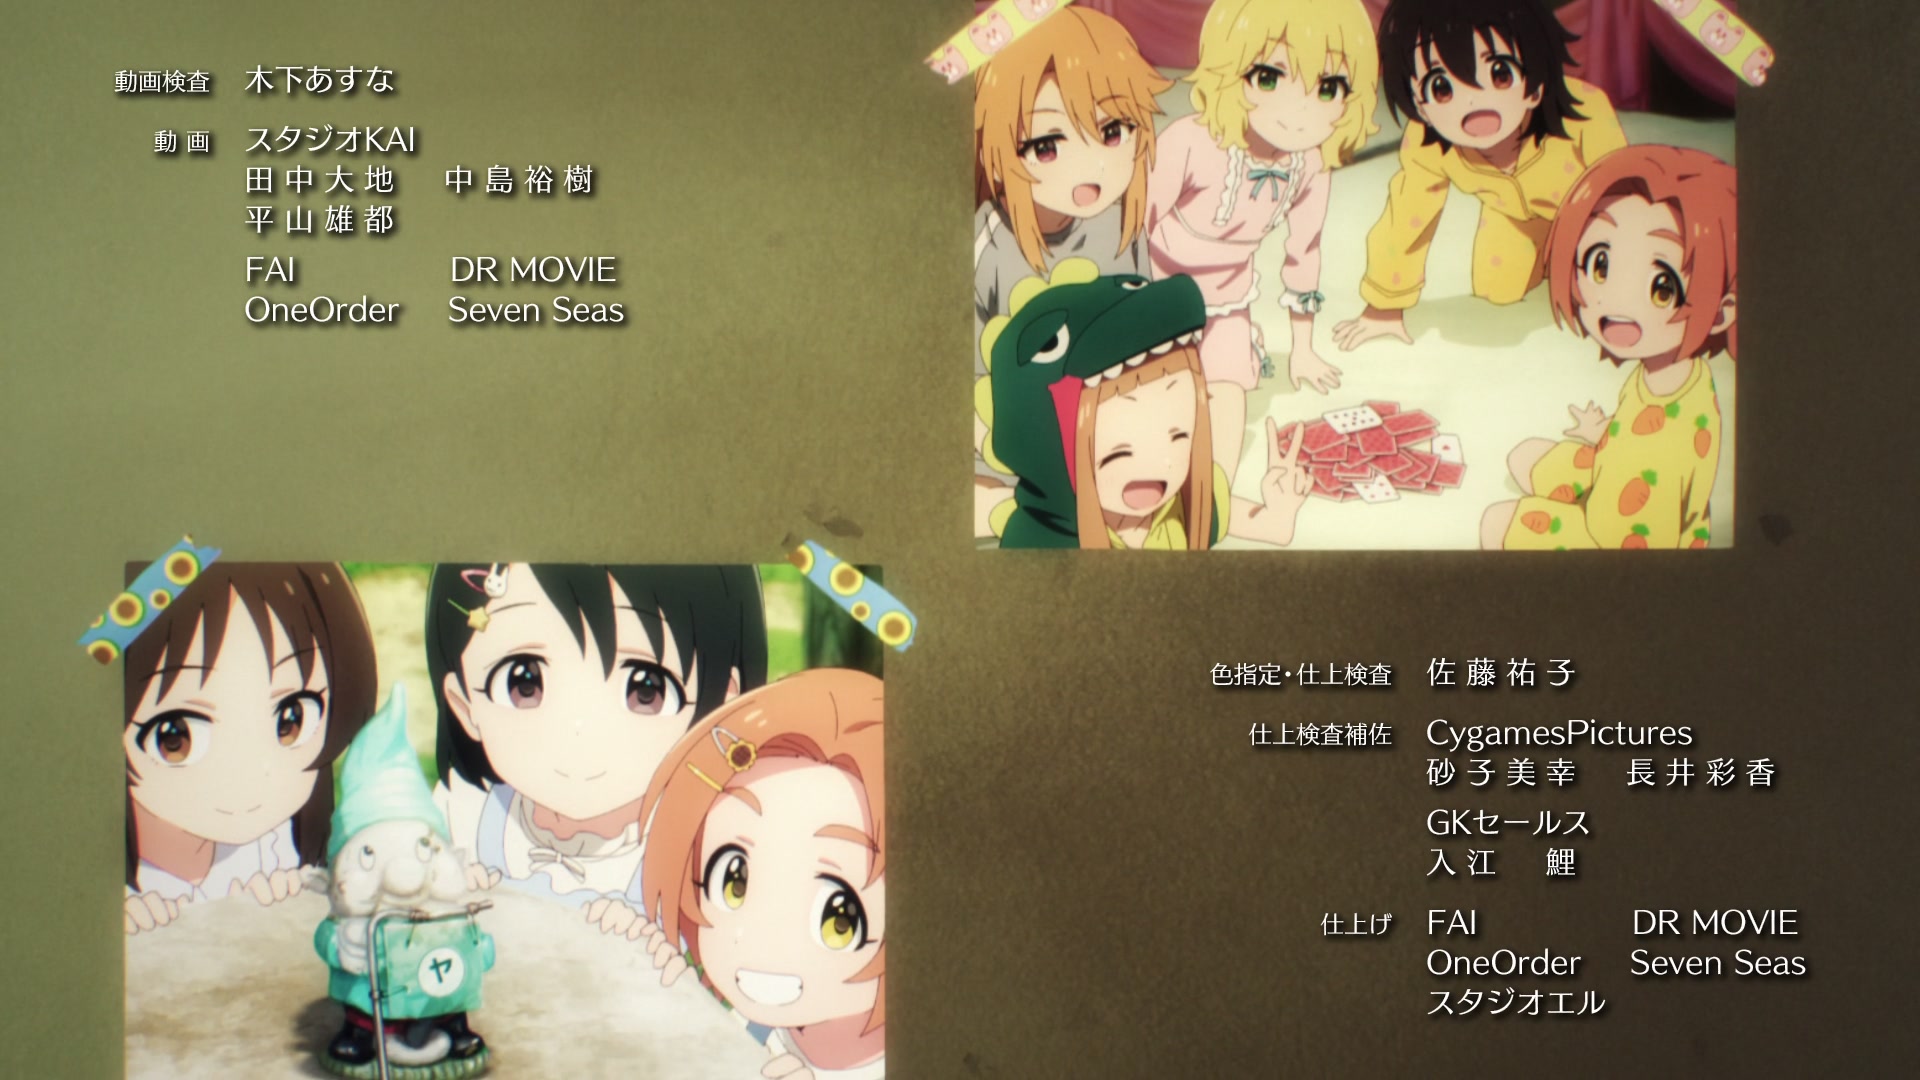 動画検査 木下あすな
動画 スタジオKAI
田中大地 中島裕樹
平山雄都
FAI DR MOVIE
OneOrder Seven Seas
ヤ
色指定・仕上検査 佐藤祐子
仕上検査補佐 CygamesPictures
砂子美幸 長井彩香
GKセールス
入江 鯉
仕上げ FAI DR MOVIE
OneOrder Seven Seas
スタジオエル